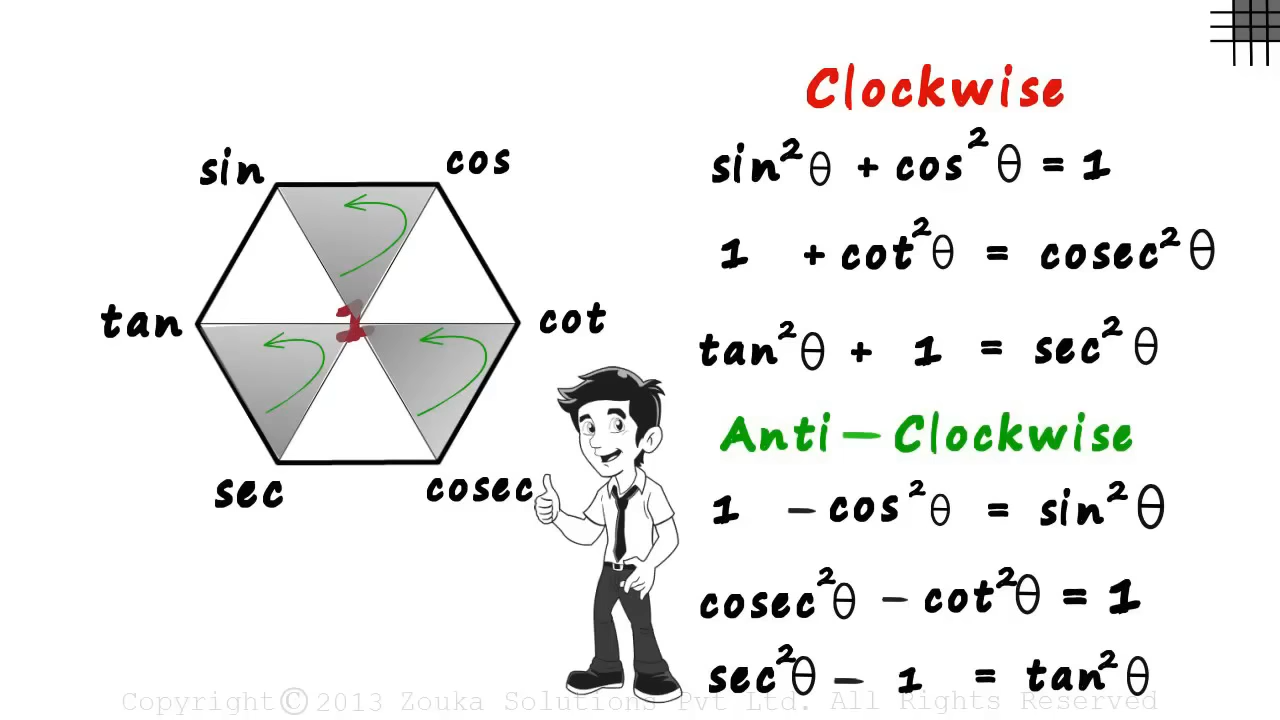 Clockwise
sin cos
sin²θ + cos²θ = 1
1 + cot²θ = cosec²θ
tan 1 cot
tan²θ + 1 = sec²θ
Anti - Clockwise
sec cosec
1 - cos²θ = sin²θ
cosec²θ - cot²θ = 1
sec²θ - 1 = tan²θ
Copyright© 2013 Zouka Solutions Pvt Ltd. All Rights Reserved